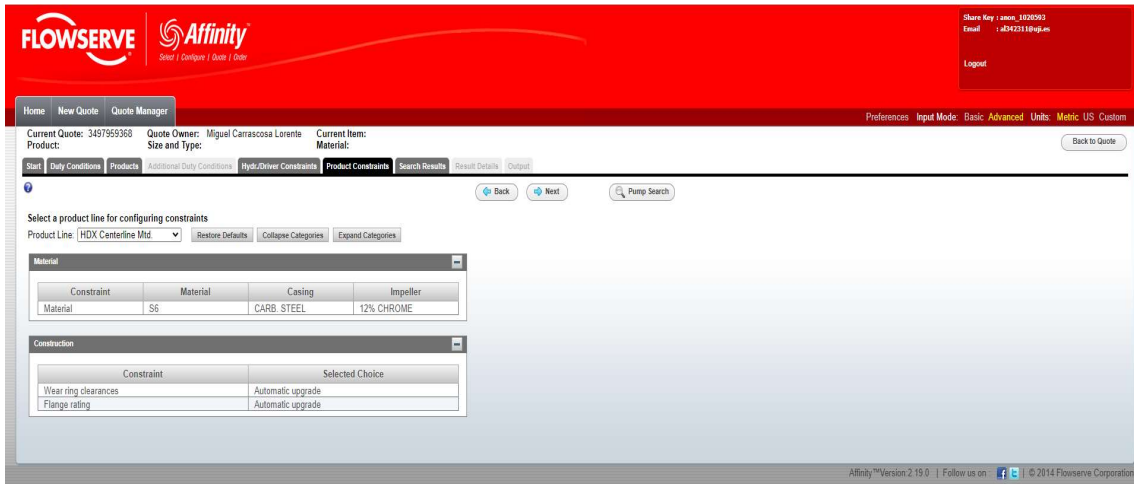 FLOWSERVE
Affinity™
Select | Configure | Quote | Order
Share Key : anon_1020593
Email : al342311@uji.es
Logout
Home New Quote Quote Manager
Preferences Input Mode: Basic Advanced Units: Metric US Custom
Current Quote: 3497959368 Quote Owner: Miguel Carrascosa Lorente Current Item:
Product: Size and Type: Material:
Back to Quote
Start Duty Conditions Products Additional Duty Conditions Hydr./Driver Constraints Product Constraints Search Results Result Details Output
Back Next Pump Search
Select a product line for configuring constraints
Product Line: HDX Centerline Mtd. Restore Defaults Collapse Categories Expand Categories
Material
Constraint Material Casing Impeller
Material S6 CARB. STEEL 12% CHROME
Construction
Constraint Selected Choice
Wear ring clearances Automatic upgrade
Flange rating Automatic upgrade
Affinity™Version:2.19.0 | Follow us on : | © 2014 Flowserve Corporation